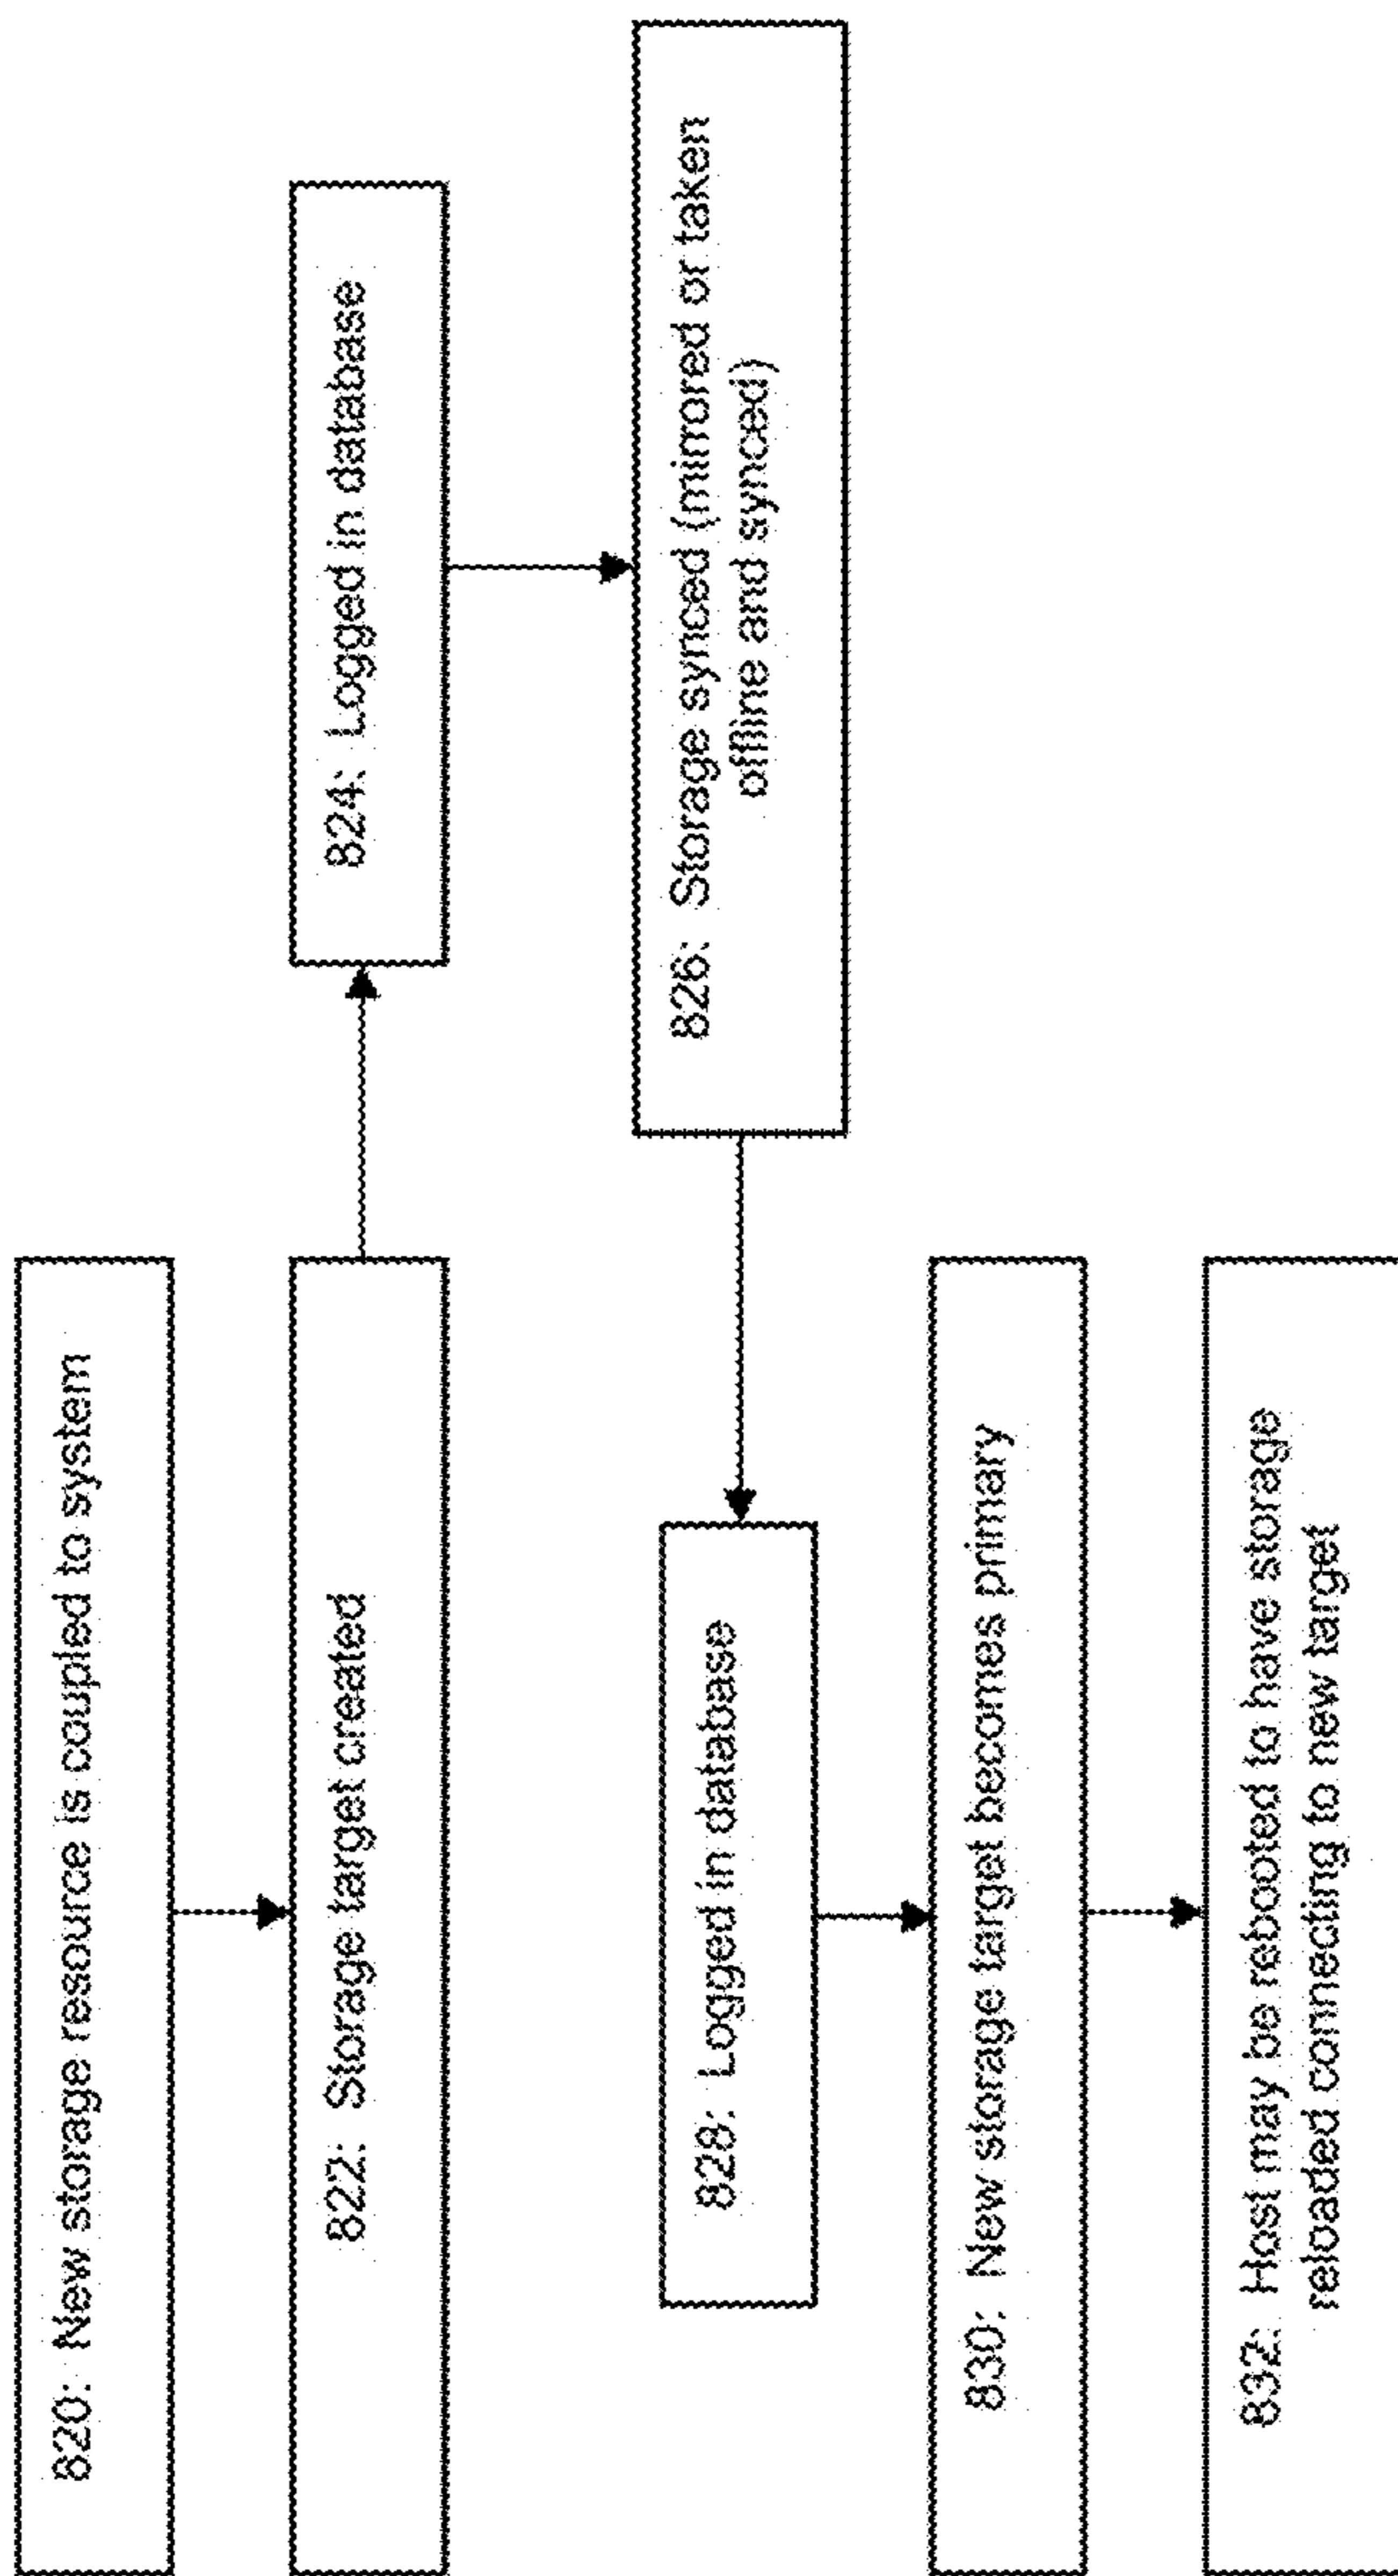 820: New storage resource is coupled to system
822: Storage target created
824: Logged in database
826: Storage synced (mirrored or taken
offline and synced)
828: Logged in database
830: New storage target becomes primary
832: Host may be rebooted to have storage
reloaded connecting to new target